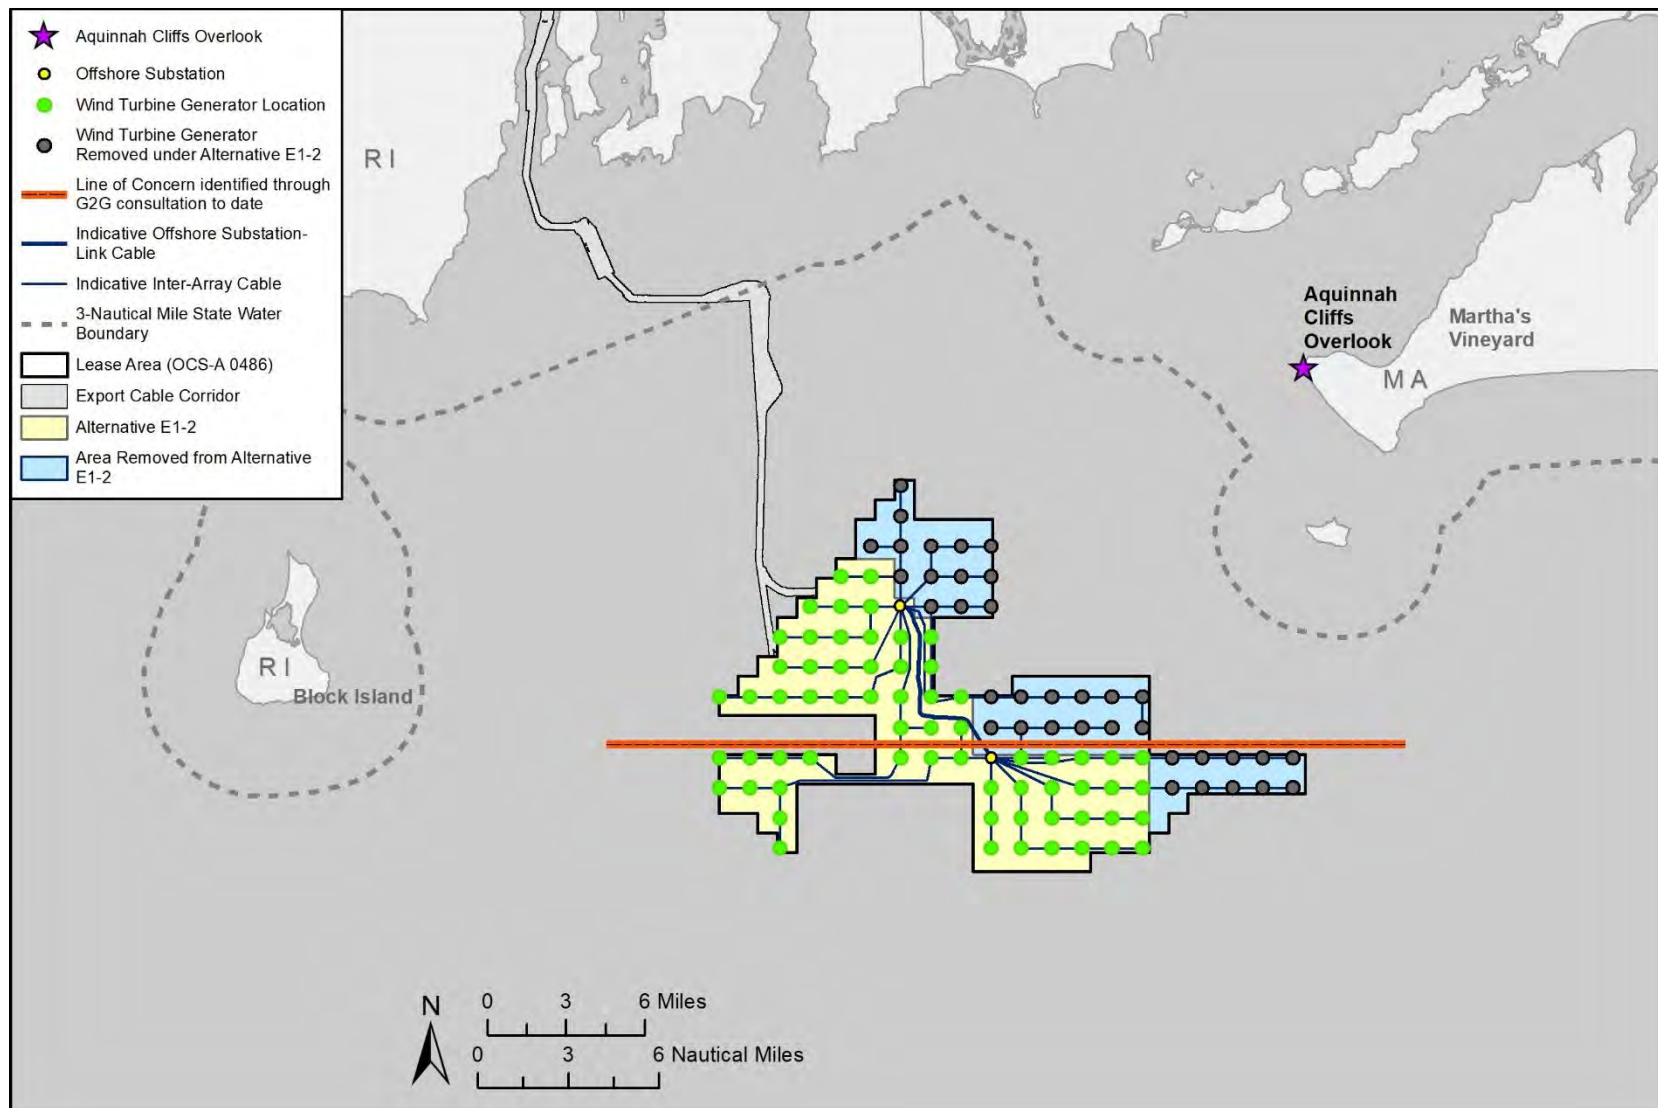 Aquinnah Cliffs Overlook
Offshore Substation
Wind Turbine Generator Location
Wind Turbine Generator
Removed under Alternative E1-2
Line of Concern identified through
G2G consultation to date
Indicative Offshore Substation-
Link Cable
Indicative Inter-Array Cable
3-Nautical Mile State Water
Boundary
Lease Area (OCS-A 0486)
Export Cable Corridor
Alternative E1-2
Area Removed from Alternative
E1-2
RI
Aquinnah
Cliffs
Overlook
Martha's
Vineyard
MA
RI
Block Island
N
0 3 6 Miles
0 3 6 Nautical Miles